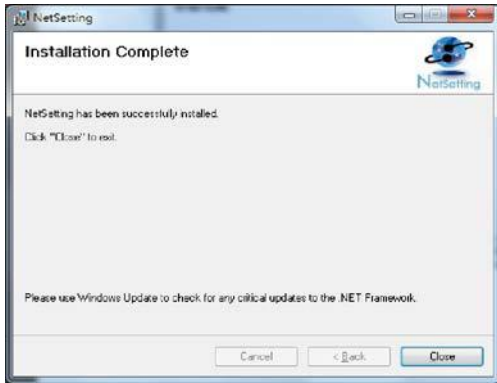 NetSetting
Installation Complete
NetSetting
NetSetting has been successfully installed.
Click "Close" to exit.
Please use Windows Update to check for any critical updates to the .NET Framework.
Cancel
< Back
Close